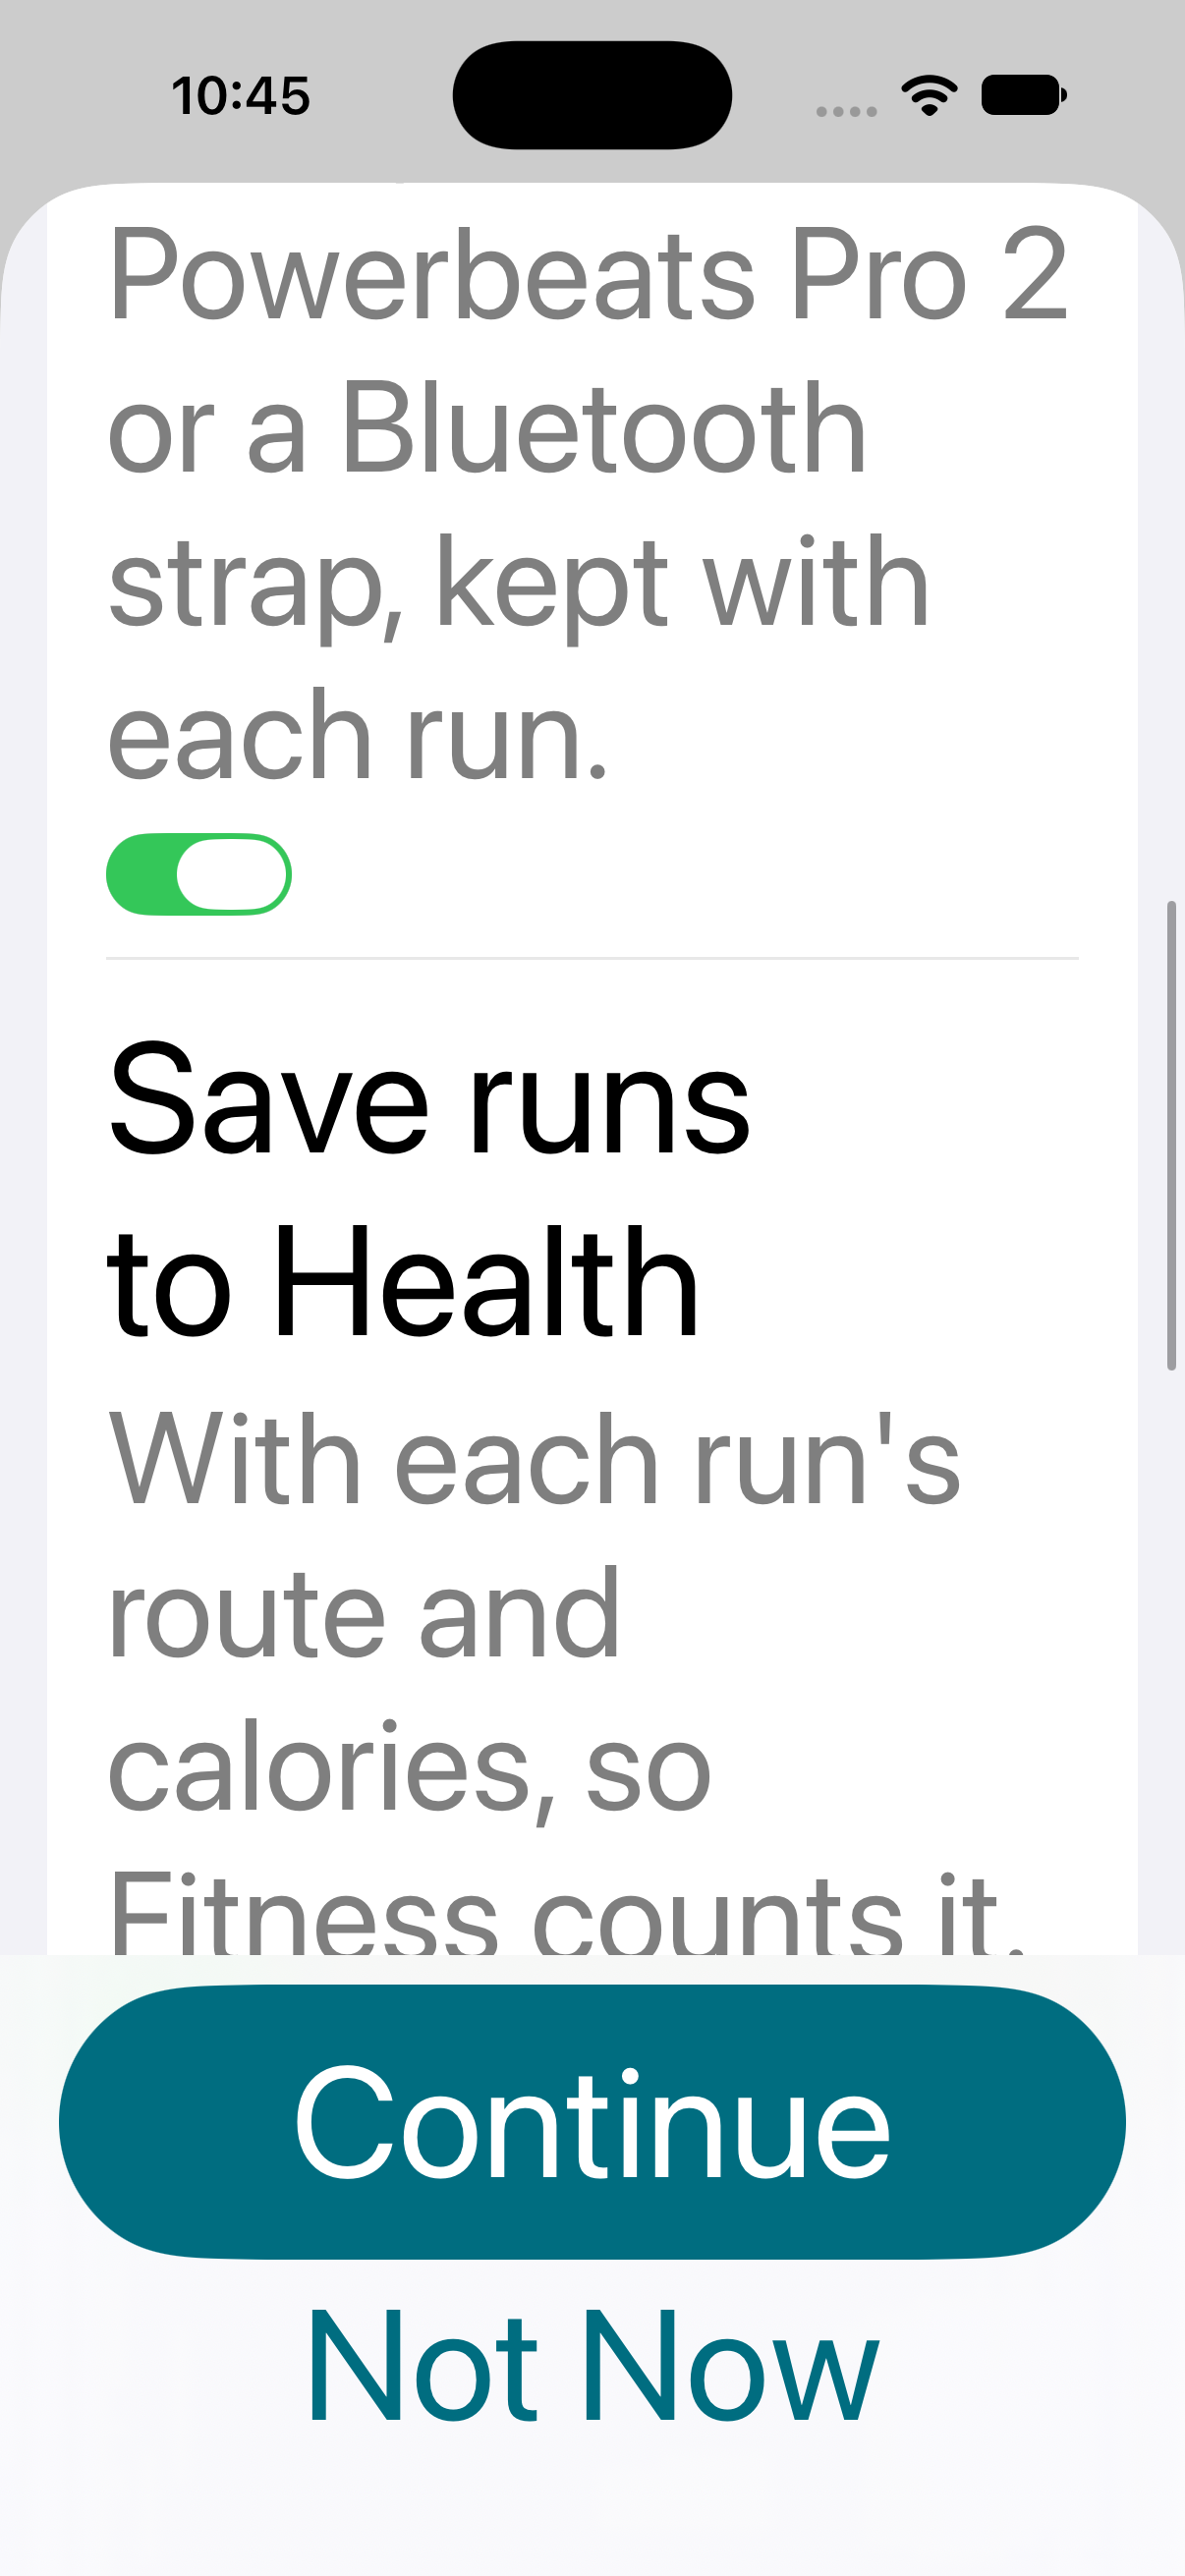 10:45
Powerbeats Pro 2
or a Bluetooth
strap, kept with
each run.
Save runs
to Health
With each run's
route and
calories, so
Fitness counts it.
Continue
Not Now